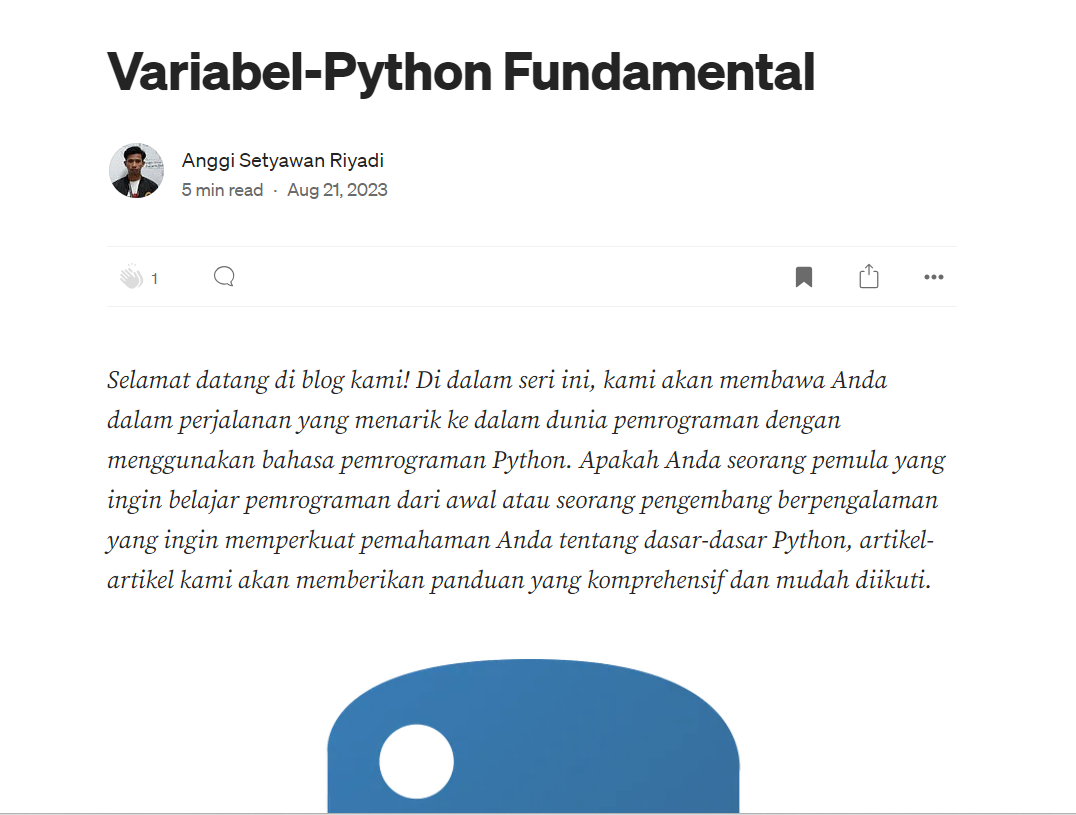 Variabel-Python Fundamental
Anggi Setyawan Riyadi
5 min read · Aug 21, 2023
1
Selamat datang di blog kami! Di dalam seri ini, kami akan membawa Anda
dalam perjalanan yang menarik ke dalam dunia pemrograman dengan
menggunakan bahasa pemrograman Python. Apakah Anda seorang pemula yang
ingin belajar pemrograman dari awal atau seorang pengembang berpengalaman
yang ingin memperkuat pemahaman Anda tentang dasar-dasar Python, artikel-
artikel kami akan memberikan panduan yang komprehensif dan mudah diikuti.